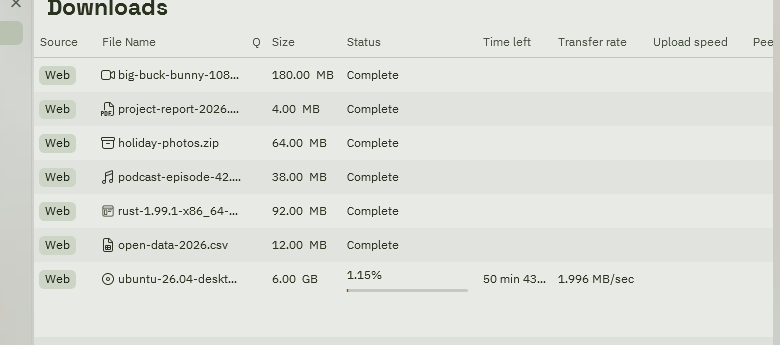 Downloads
Source File Name Q Size Status Time left Transfer rate Upload speed Pee
Web big-buck-bunny-108... 180.00 MB Complete
Web PDF project-report-2026.... 4.00 MB Complete
Web holiday-photos.zip 64.00 MB Complete
Web podcast-episode-42.... 38.00 MB Complete
Web rust-1.99.1-x86_64-... 92.00 MB Complete
Web open-data-2026.csv 12.00 MB Complete
Web ubuntu-26.04-deskt... 6.00 GB 1.15% 50 min 43... 1.996 MB/sec